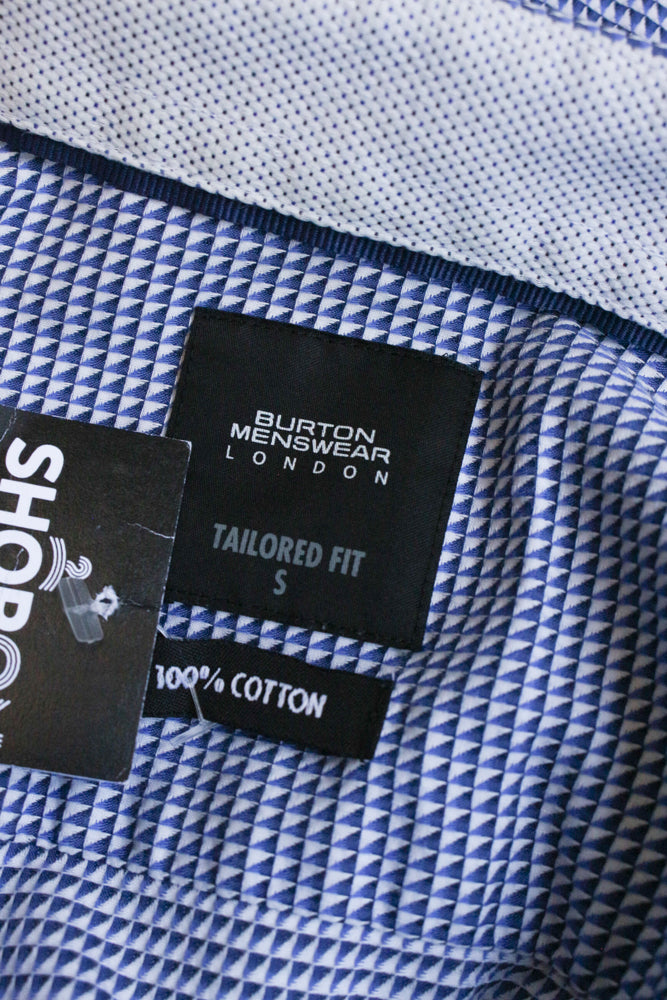 BURTON
MENSWEAR
LONDON
TAILORED FIT
S
100% COTTON
SHOP